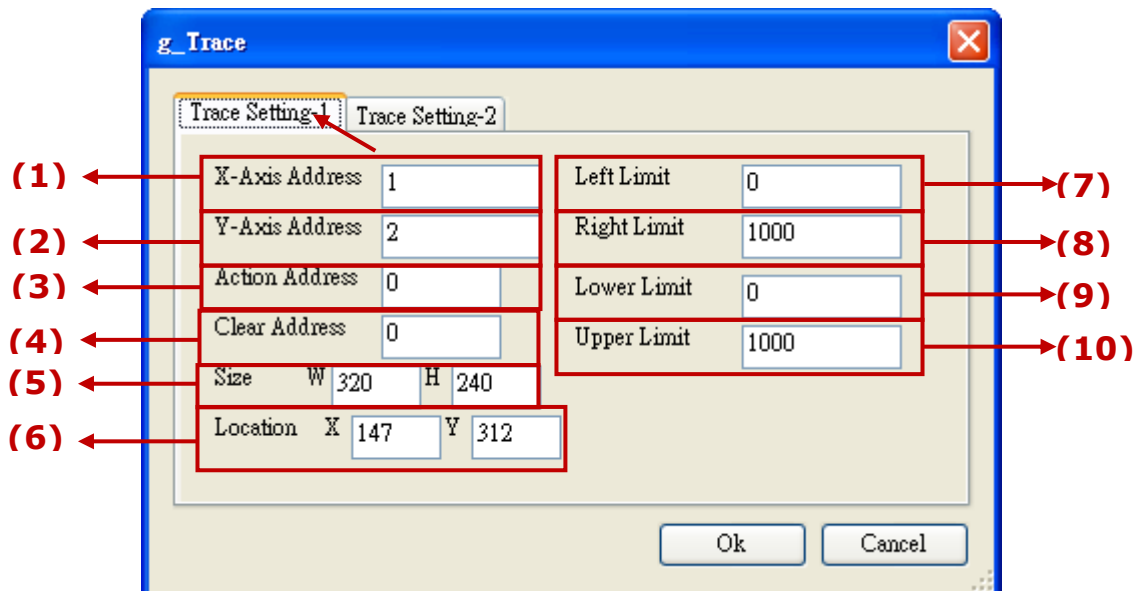 g_Trace
Trace Setting-1 Trace Setting-2
(1) X-Axis Address 1 Left Limit 0 (7)
(2) Y-Axis Address 2 Right Limit 1000 (8)
(3) Action Address 0 Lower Limit 0 (9)
(4) Clear Address 0 Upper Limit 1000 (10)
(5) Size W 320 H 240
(6) Location X 147 Y 312
Ok Cancel